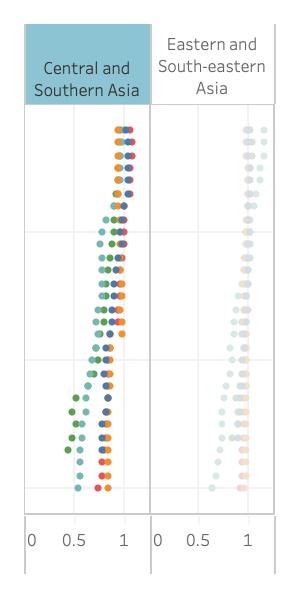 Central and
Southern Asia
Eastern and
South-eastern
Asia
0 0.5 1 0 0.5 1